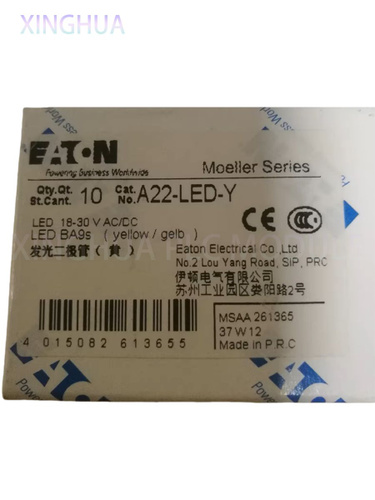 XINGHUA
EATON
Powering Business Worldwide
Moeller Series
Qty.Qt. St.Cant. 10 Cat. No. A22-LED-Y
LED 18-30 V AC/DC
LED BA9s ( yellow / gelb )
发光二极管 ( 黄 )
CE CCC
Eaton Electrical Co.,Ltd
No.2 Lou Yang Road, SIP, PRC
伊顿电气有限公司
苏州工业园区娄阳路2号
4 015082 613655
MSAA 261365
37 W 12
Made in P.R.C
EATON